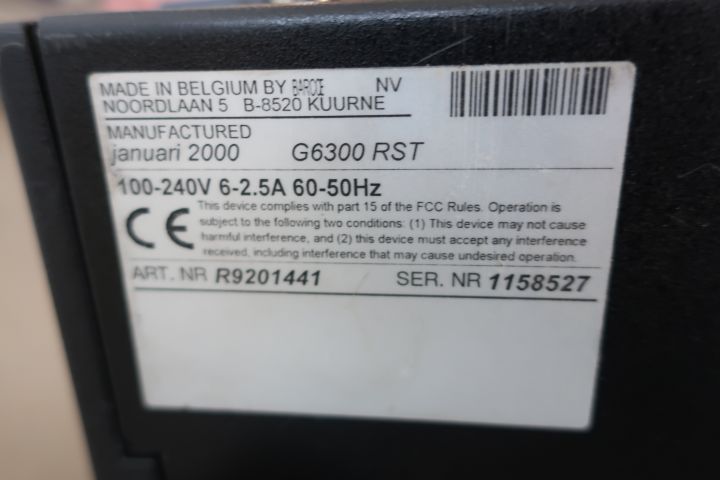 MADE IN BELGIUM BY BARCO NV
NOORDLAAN 5 B-8520 KUURNE
MANUFACTURED
januari 2000 G6300 RST
100-240V 6-2.5A 60-50Hz
CE This device complies with part 15 of the FCC Rules. Operation is
subject to the following two conditions: (1) This device may not cause
harmful interference, and (2) this device must accept any interference
received, including interference that may cause undesired operation.
ART. NR R9201441 SER. NR 1158527